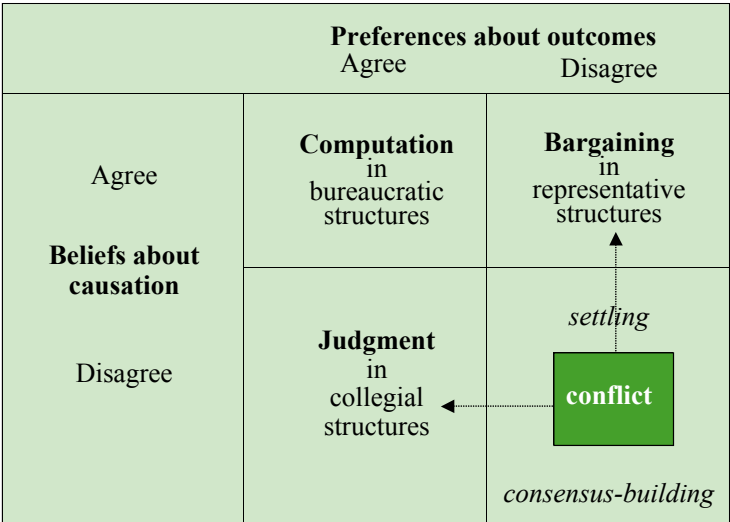 Preferences about outcomes
Agree Disagree
Agree
Beliefs about
causation
Disagree
Computation
in
bureaucratic
structures
Bargaining
in
representative
structures
Judgment
in
collegial
structures
settling
conflict
consensus-building